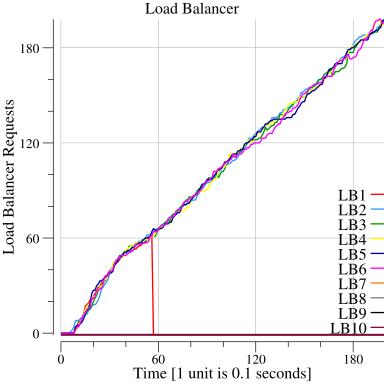 Load Balancer
Load Balancer Requests
180
120
60
0
LB1
LB2
LB3
LB4
LB5
LB6
LB7
LB8
LB9
LB10
0 60 120 180
Time [1 unit is 0.1 seconds]